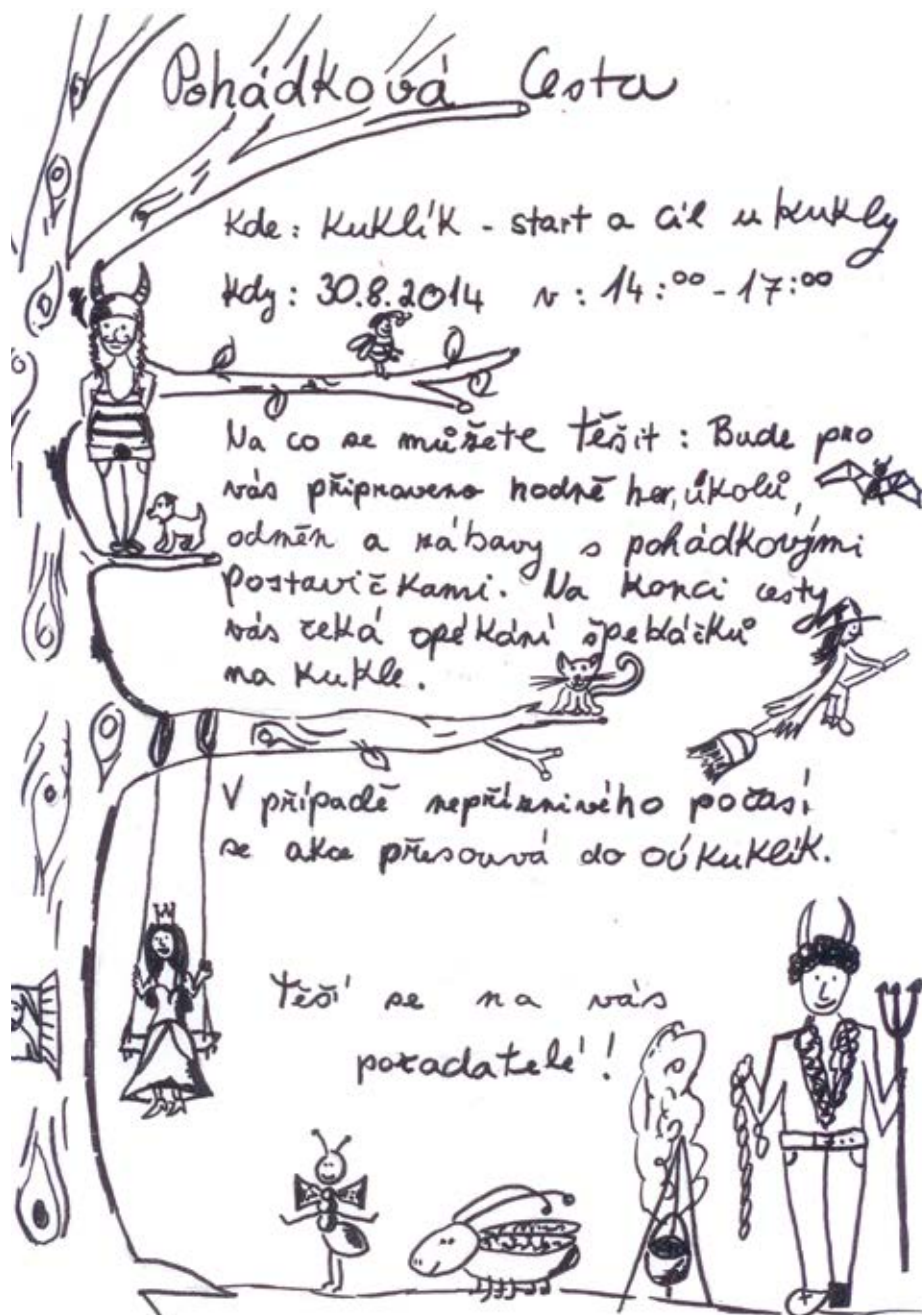 Pohádková Cesta
Kde: Kuklík - start a cíl u Kukly
Kdy: 30.8.2014 v: 14:00 - 17:00
Na co se můžete těšit: Bude pro
vás připraveno hodně her, úkolů,
odměn a zábavy s pohádkovými
postavičkami. Na konci cesty
vás čeká opékání špekáčků
na Kukle.
V případě nepříznivého počasí
se akce přesouvá do OÚ Kuklík.
Těší se na vás
pořadatelé!